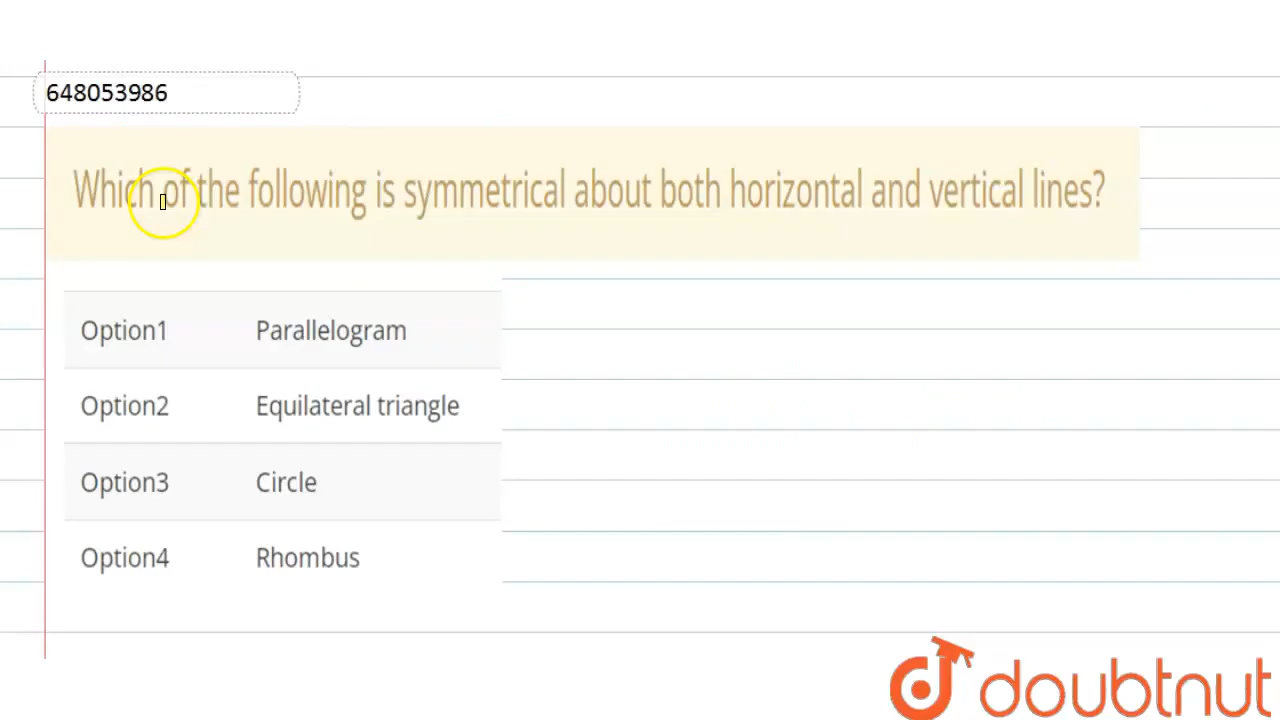 648053986
Which of the following is symmetrical about both horizontal and vertical lines?
Option1 Parallelogram
Option2 Equilateral triangle
Option3 Circle
Option4 Rhombus
doubtnut